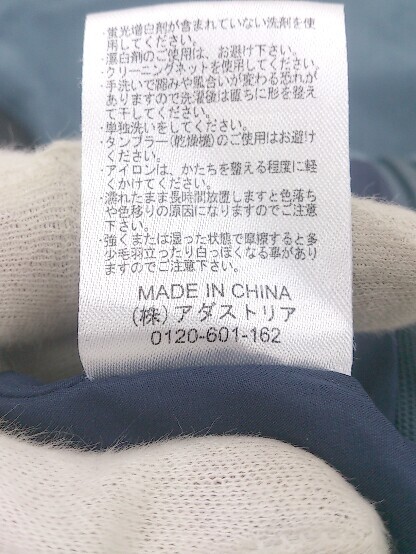 ・蛍光増白剤が含まれていない洗剤を使
用してください。
・漂白剤のご使用は、お避け下さい。
・クリーニングネットを使用してください。
・手洗いで縮みや風合いが変わる恐れが
ありますので洗濯後は直ちに形を整え
て干してください。
・単独洗いをしてください。
・タンブラー(乾燥機)のご使用はお避け
ください。
・アイロンは、かたちを整える程度に軽
くかけてください。
・濡れたまま長時間放置しますと色落ち
や色移りの原因になりますのでご注意
下さい。
・強くまたは湿った状態で摩擦すると多
少毛羽立ったり白っぽくなる事があり
ますのでご注意下さい。
MADE IN CHINA
(株)アダストリア
0120-601-162